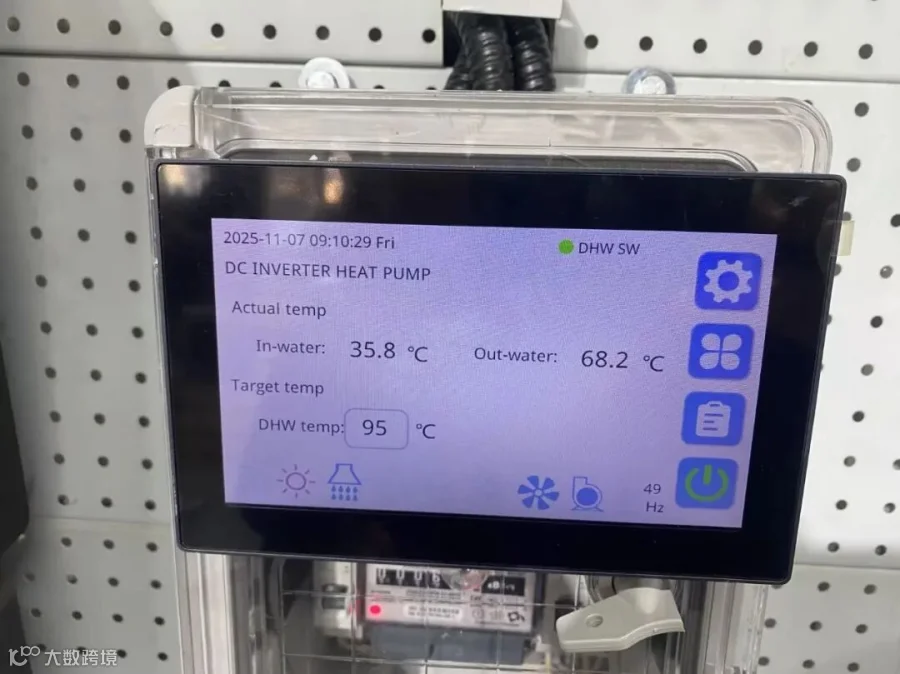 2025-11-07 09:10:29 Fri
DHW SW
DC INVERTER HEAT PUMP
Actual temp
In-water: 35.8 ℃ Out-water: 68.2 ℃
Target temp
DHW temp: 95 ℃
49
Hz
大数跨境